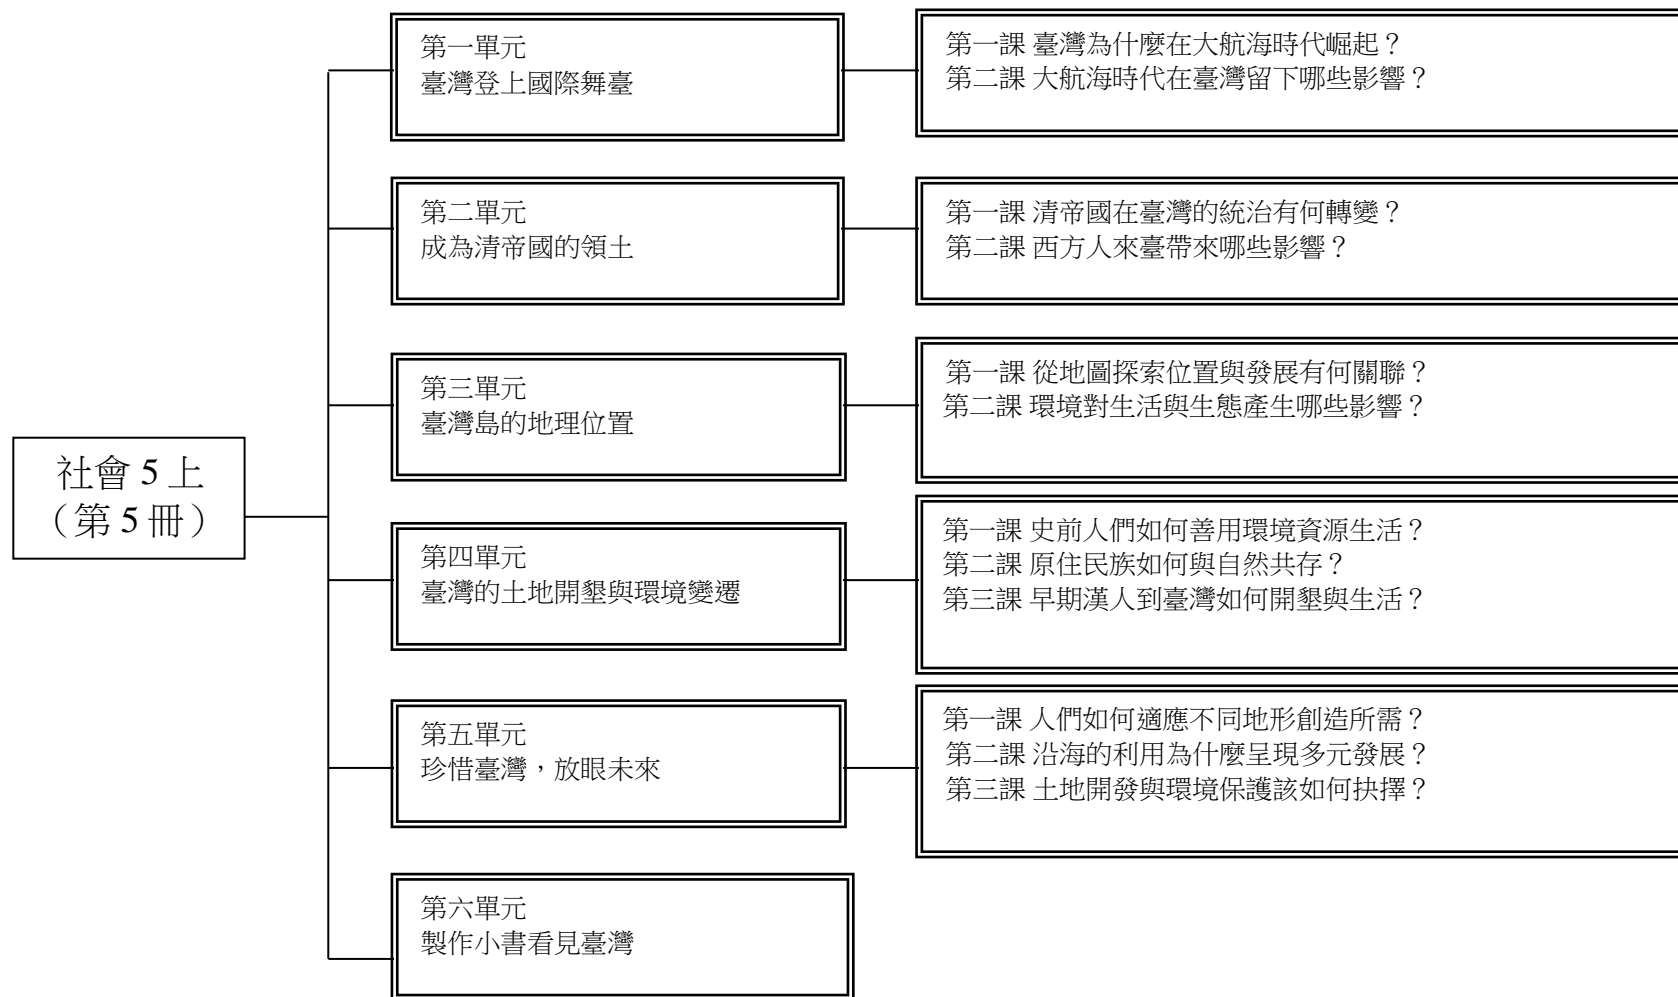 社會 5 上
（第 5 冊）
第一單元
臺灣登上國際舞臺
第一課 臺灣為什麼在大航海時代崛起？
第二課 大航海時代在臺灣留下哪些影響？
第二單元
成為清帝國的領土
第一課 清帝國在臺灣的統治有何轉變？
第二課 西方人來臺帶來哪些影響？
第三單元
臺灣島的地理位置
第一課 從地圖探索位置與發展有何關聯？
第二課 環境對生活與生態產生哪些影響？
第四單元
臺灣的土地開墾與環境變遷
第一課 史前人們如何善用環境資源生活？
第二課 原住民族如何與自然共存？
第三課 早期漢人到臺灣如何開墾與生活？
第五單元
珍惜臺灣，放眼未來
第一課 人們如何適應不同地形創造所需？
第二課 沿海的利用為什麼呈現多元發展？
第三課 土地開發與環境保護該如何抉擇？
第六單元
製作小書看見臺灣